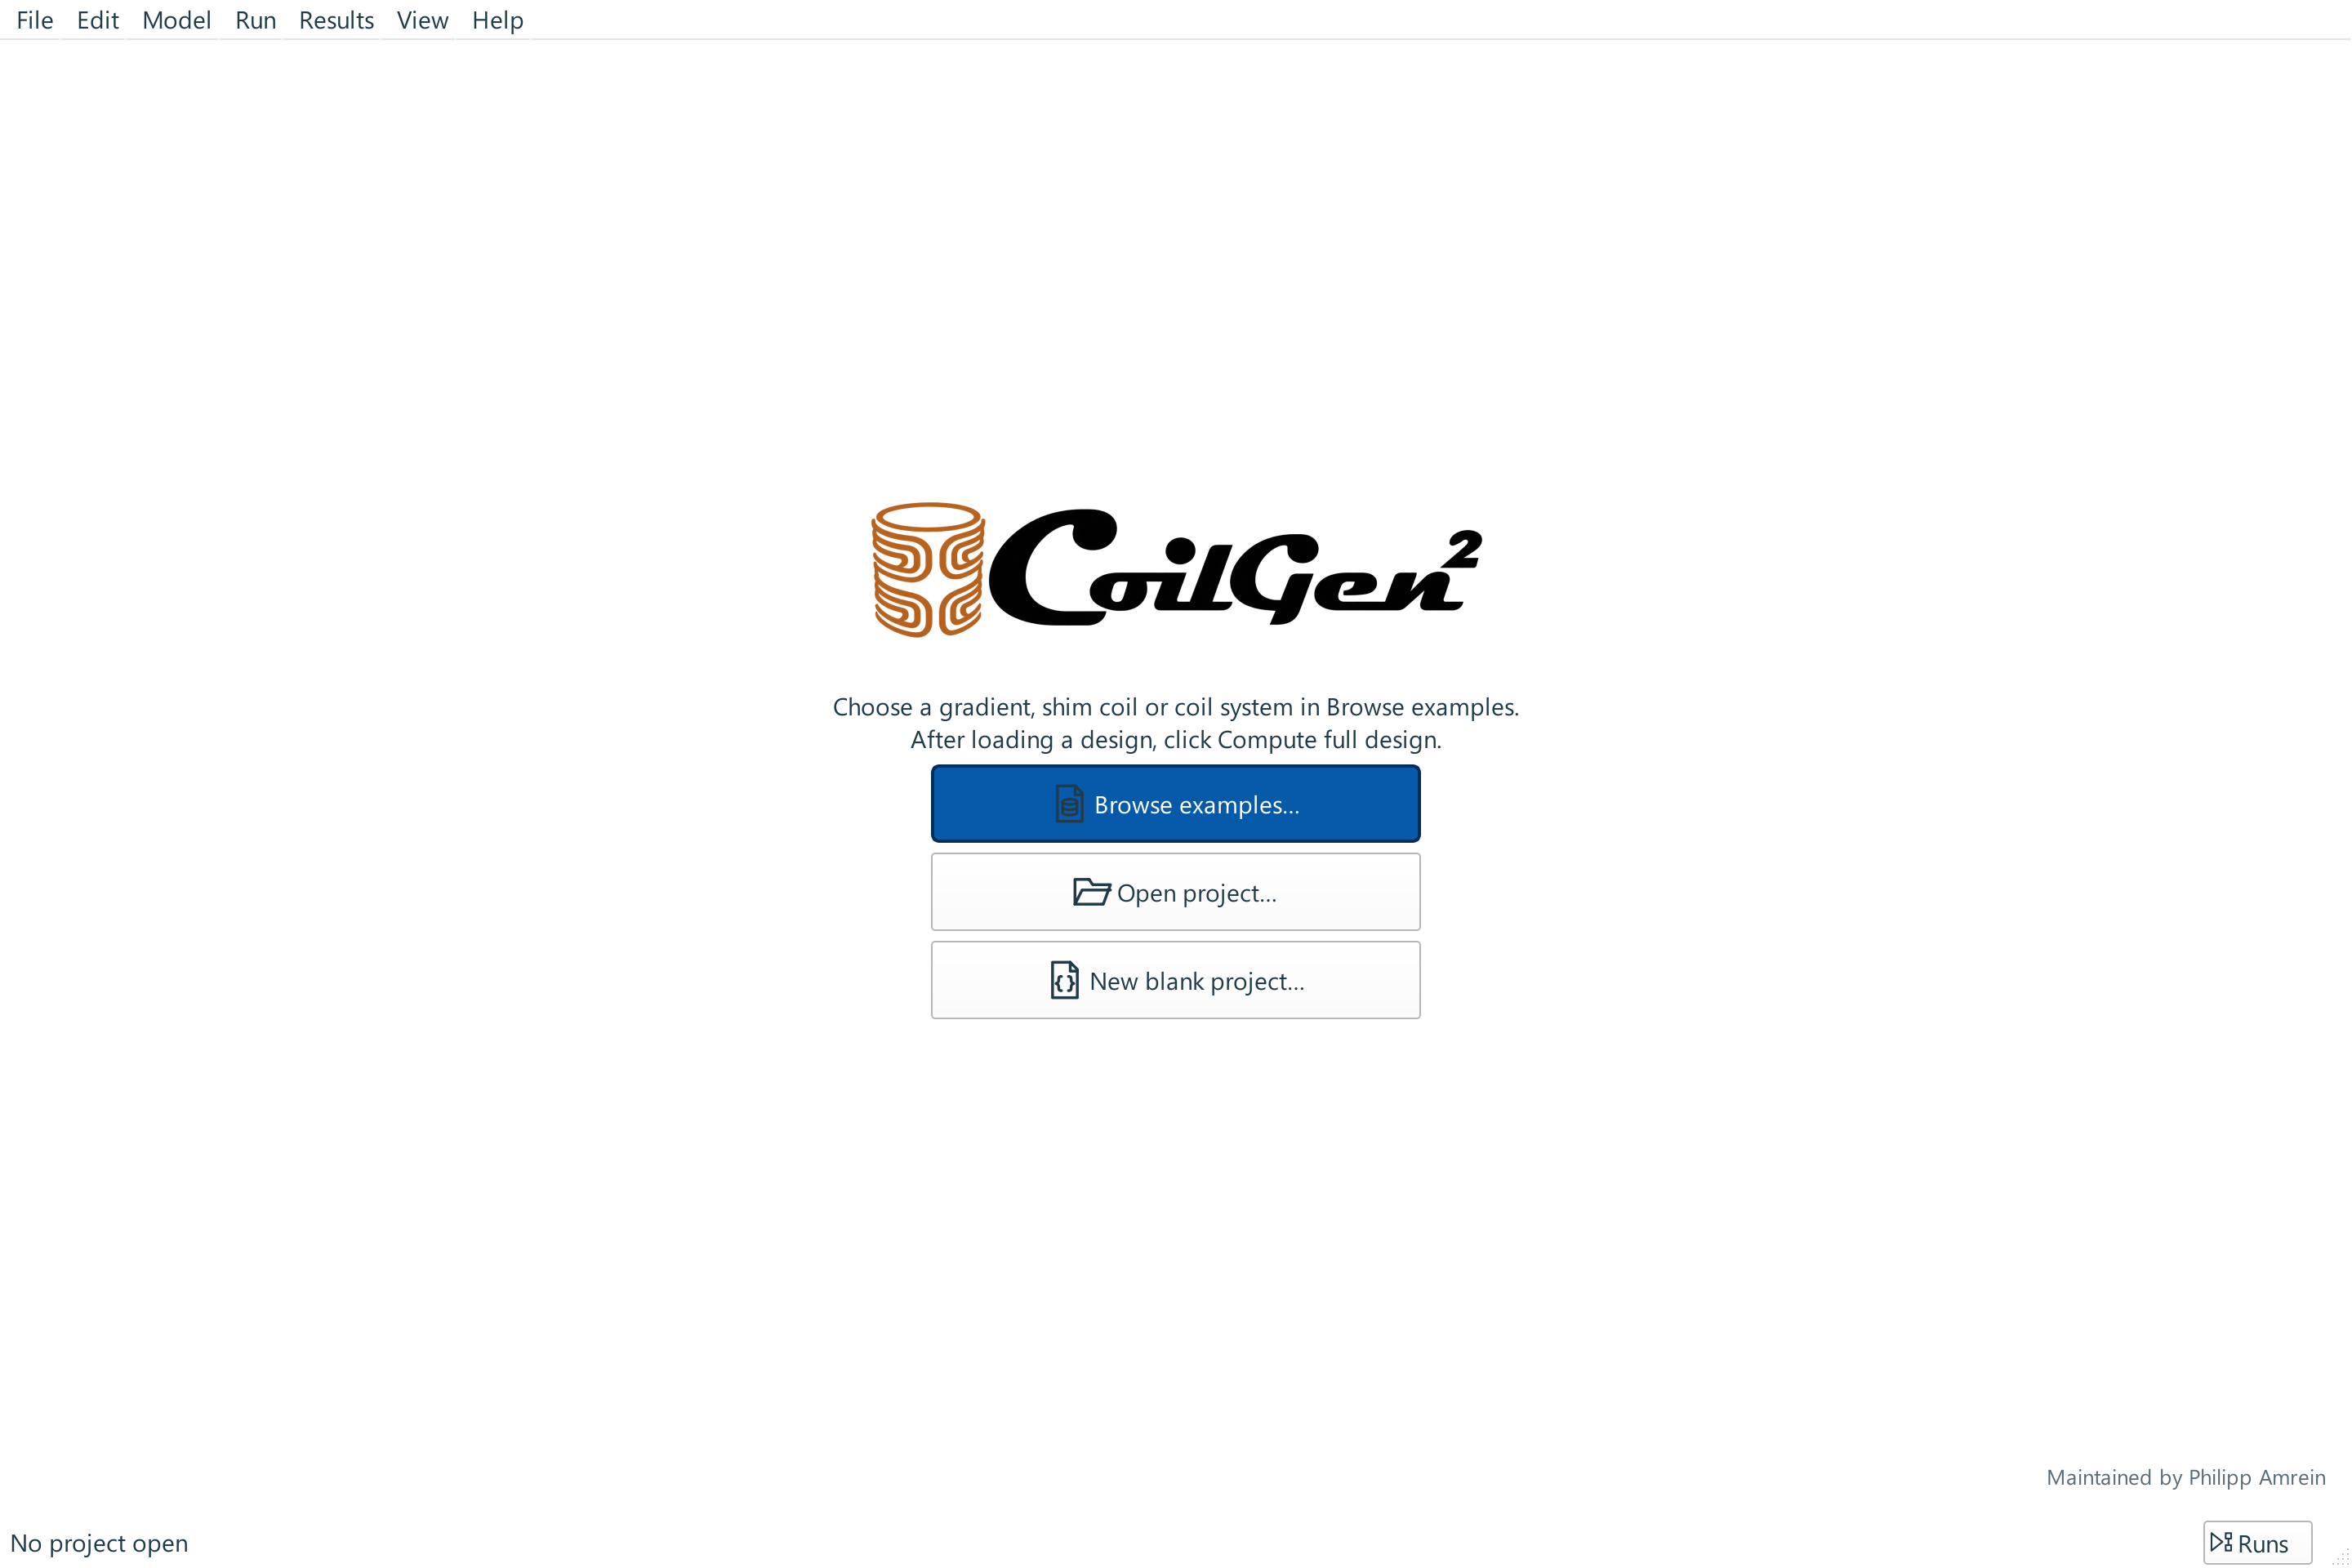 File Edit Model Run Results View Help
CoilGen²
Choose a gradient, shim coil or coil system in Browse examples.
After loading a design, click Compute full design.
Browse examples...
Open project...
New blank project...
Maintained by Philipp Amrein
No project open
Runs